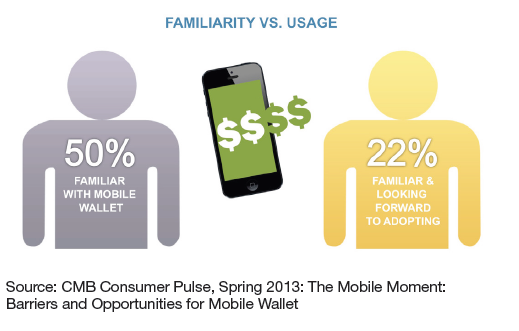 FAMILIARITY VS. USAGE
50%
FAMILIAR
WITH MOBILE
WALLET
$$$$
22%
FAMILIAR &
LOOKING
FORWARD
TO ADOPTING
Source: CMB Consumer Pulse, Spring 2013: The Mobile Moment:
Barriers and Opportunities for Mobile Wallet